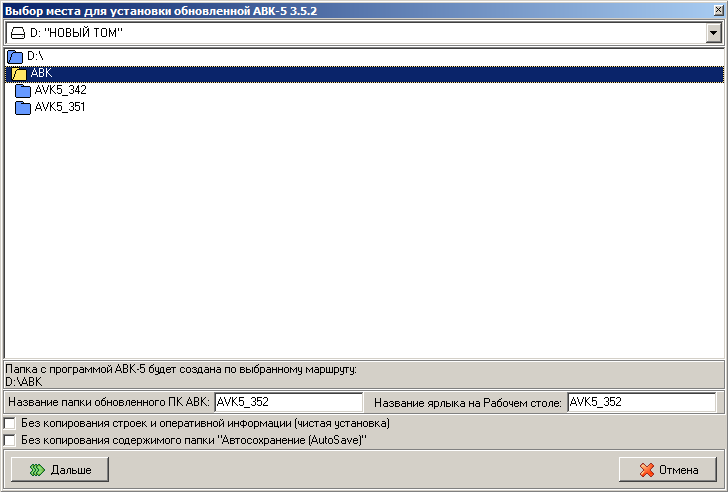 Выбор места для установки обновленной АВК-5 3.5.2
D: "НОВЫЙ ТОМ"
D:\
АВК
AVK5_342
AVK5_351
Папка с программой АВК-5 будет создана по выбранному маршруту:
D:\АВК
Название папки обновленного ПК АВК: AVK5_352 Название ярлыка на Рабочем столе: AVK5_352
Без копирования строек и оперативной информации (чистая установка)
Без копирования содержимого папки "Автосохранение (AutoSave)"
Дальше Отмена